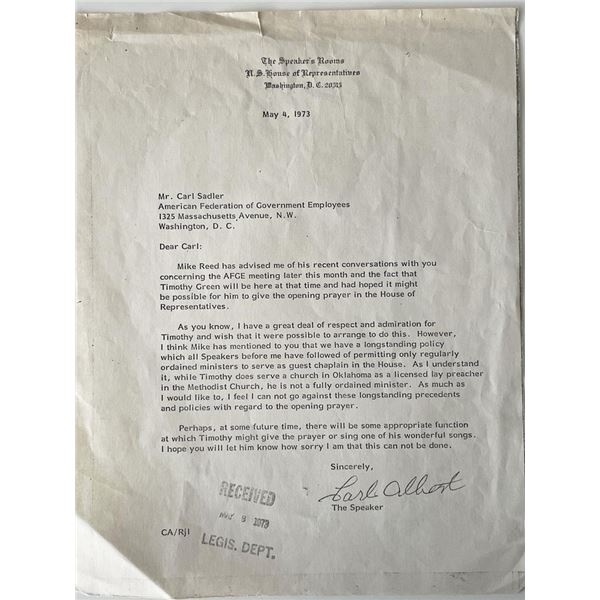 The Speaker's Rooms
U.S. House of Representatives
Washington, D. C. 20515
May 4, 1973
Mr. Carl Sadler
American Federation of Government Employees
1325 Massachusetts Avenue, N.W.
Washington, D. C.
Dear Carl:
Mike Reed has advised me of his recent conversations with you
concerning the AFGE meeting later this month and the fact that
Timothy Green will be here at that time and had hoped it might
be possible for him to give the opening prayer in the House of
Representatives.
As you know, I have a great deal of respect and admiration for
Timothy and wish that it were possible to arrange to do this. However,
I think Mike has mentioned to you that we have a longstanding policy
which all Speakers before me have followed of permitting only regularly
ordained ministers to serve as guest chaplain in the House. As I understand
it, while Timothy does serve a church in Oklahoma as a licensed lay preacher
in the Methodist Church, he is not a fully ordained minister. As much as
I would like to, I feel I can not go against these longstanding precedents
and policies with regard to the opening prayer.
Perhaps, at some future time, there will be some appropriate function
at which Timothy might give the prayer or sing one of his wonderful songs.
I hope you will let him know how sorry I am that this can not be done.
Sincerely,
Carl Albert
The Speaker
RECEIVED
MAY 8 1973
LEGIS. DEPT.
CA/Rjl